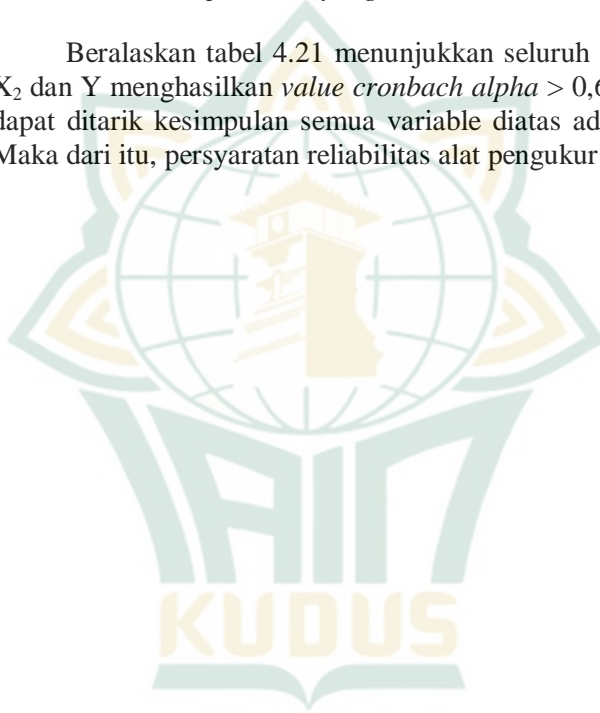 Beralaskan tabel 4.21 menunjukkan seluruh
X₂ dan Y menghasilkan value cronbach alpha > 0,6
dapat ditarik kesimpulan semua variable diatas ad
Maka dari itu, persyaratan reliabilitas alat pengukur
IAIN
KUDUS